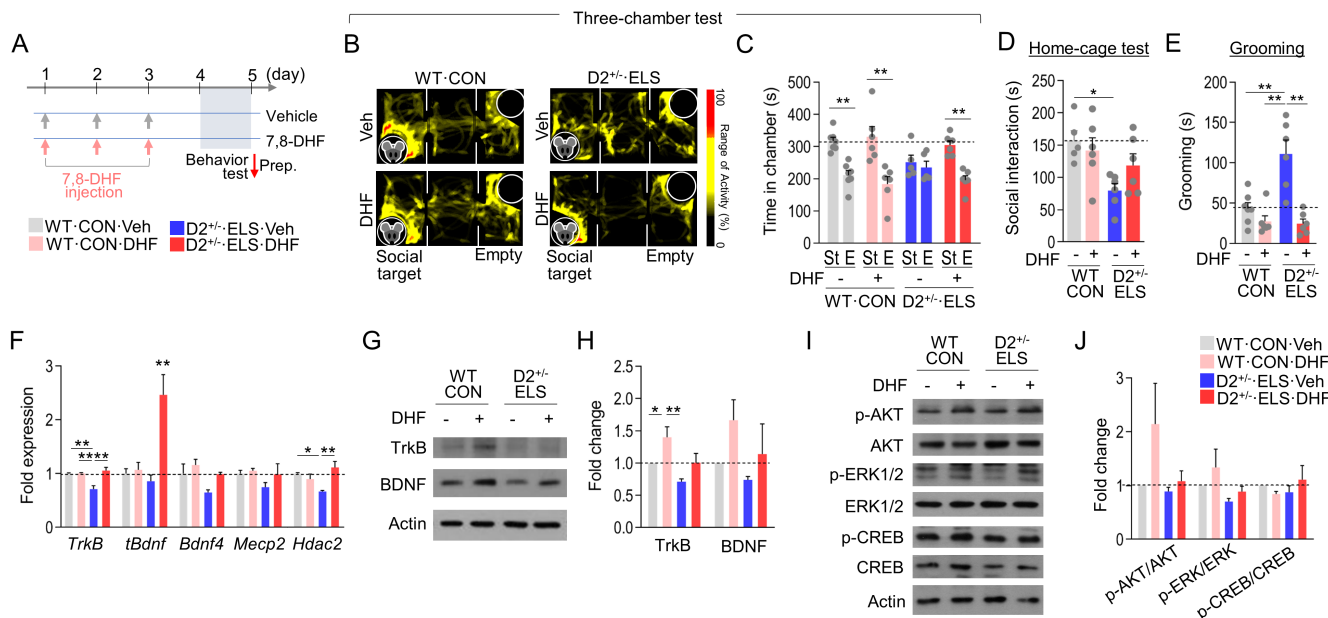 Three-chamber test
A
1 2 3 4 5 (day)
Vehicle
7,8-DHF
7,8-DHF
injection
Behavior
test
Prep.
WT·CON·Veh
D2+/-·ELS·Veh
WT·CON·DHF
D2+/-·ELS·DHF
B
WT·CON
D2+/-·ELS
Veh
DHF
Veh
DHF
Social
target
Empty
Social
target
Empty
100
Range of Activity (%)
0
C
Time in chamber (s)
500
400
300
200
100
0
** ** **
St E St E St E St E
DHF - + - +
WT·CON D2+/-·ELS
D
Home-cage test
Social interaction (s)
250
200
150
100
50
0
*
DHF - + - +
WT
CON
D2+/-
ELS
E
Grooming
Grooming (s)
200
150
100
50
0
**
** **
DHF - + - +
WT
CON
D2+/-
ELS
F
Fold expression
3
2
1
0
**
**
** **
* **
TrkB tBdnf Bdnf4 Mecp2 Hdac2
G
WT
CON
D2+/-
ELS
DHF - + - +
TrkB
BDNF
Actin
H
Fold change
2.5
2.0
1.5
1.0
0.5
0.0
* **
TrkB BDNF
I
WT
CON
D2+/-
ELS
DHF - + - +
p-AKT
AKT
p-ERK1/2
ERK1/2
p-CREB
CREB
Actin
J
WT·CON·Veh
WT·CON·DHF
D2+/-·ELS·Veh
D2+/-·ELS·DHF
Fold change
3
2
1
0
p-AKT/AKT
p-ERK/ERK
p-CREB/CREB